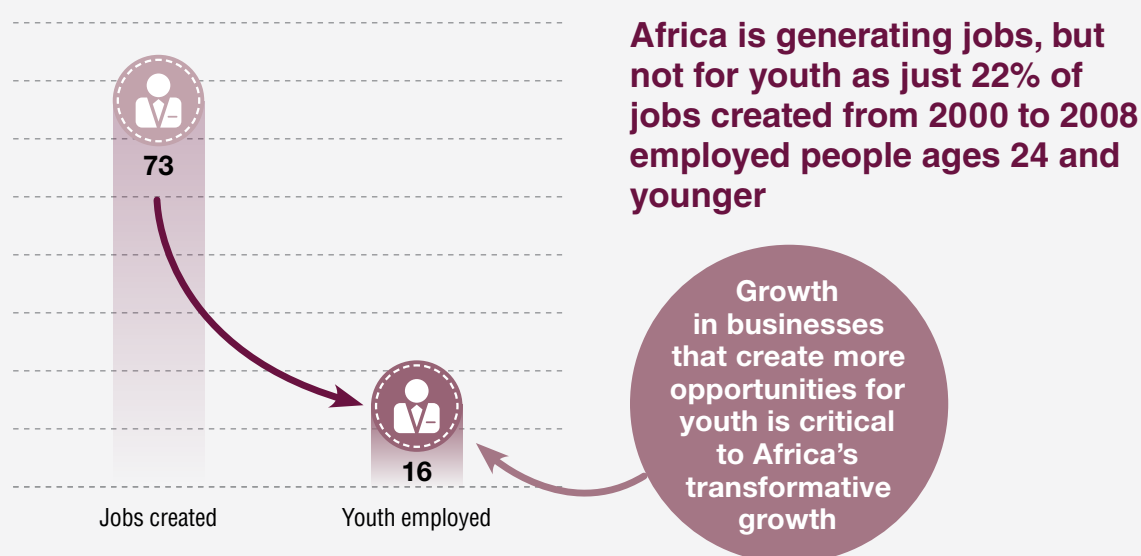 Africa is generating jobs, but
not for youth as just 22% of
jobs created from 2000 to 2008
employed people ages 24 and
younger
73
16
Jobs created
Youth employed
Growth
in businesses
that create more
opportunities for
youth is critical
to Africa's
transformative
growth